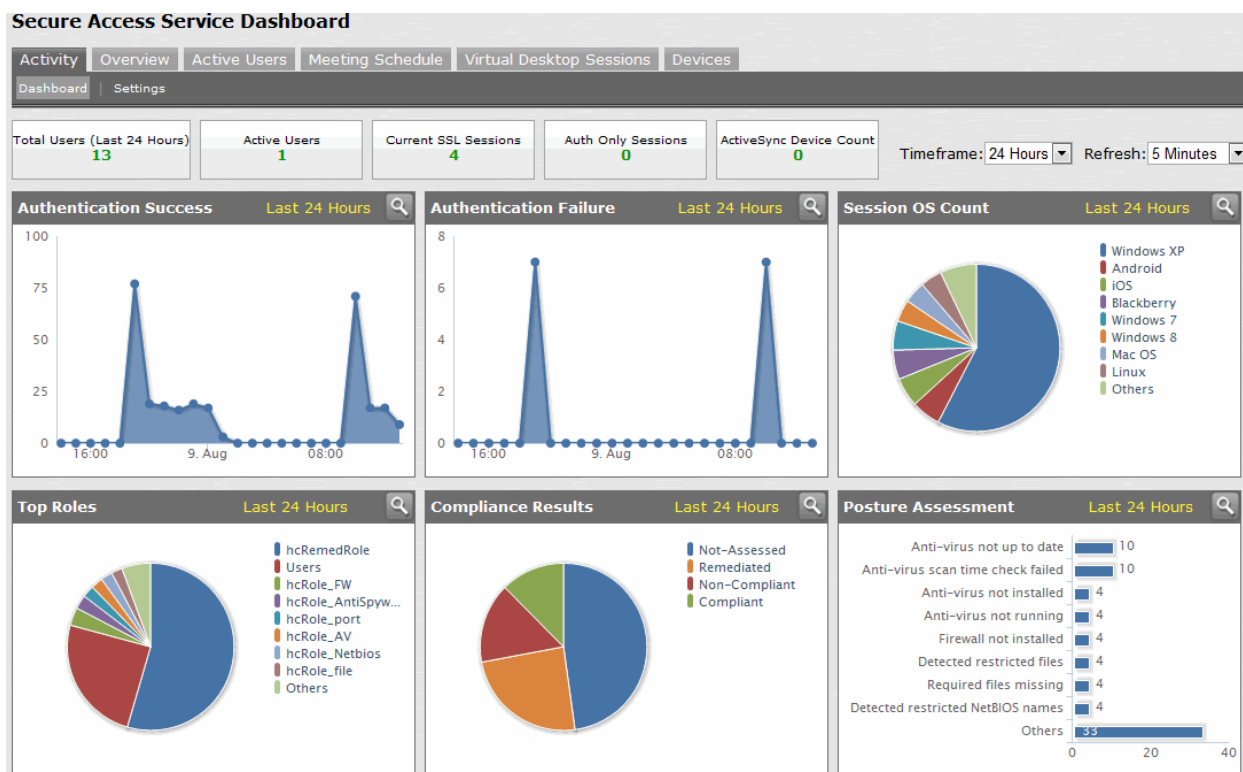 Secure Access Service Dashboard
Activity Overview Active Users Meeting Schedule Virtual Desktop Sessions Devices
Dashboard | Settings
Total Users (Last 24 Hours)
13
Active Users
1
Current SSL Sessions
4
Auth Only Sessions
0
ActiveSync Device Count
0
Timeframe: 24 Hours Refresh: 5 Minutes
Authentication Success Last 24 Hours
100
75
50
25
0
16:00 9. Aug 08:00
Authentication Failure Last 24 Hours
8
6
4
2
0
16:00 9. Aug 08:00
Session OS Count Last 24 Hours
Windows XP
Android
iOS
Blackberry
Windows 7
Windows 8
Mac OS
Linux
Others
Top Roles Last 24 Hours
hcRemedRole
Users
hcRole_FW
hcRole_AntiSpyw...
hcRole_port
hcRole_AV
hcRole_Netbios
hcRole_file
Others
Compliance Results Last 24 Hours
Not-Assessed
Remediated
Non-Compliant
Compliant
Posture Assessment Last 24 Hours
Anti-virus not up to date 10
Anti-virus scan time check failed 10
Anti-virus not installed 4
Anti-virus not running 4
Firewall not installed 4
Detected restricted files 4
Required files missing 4
Detected restricted NetBIOS names 4
Others 33
0 20 40